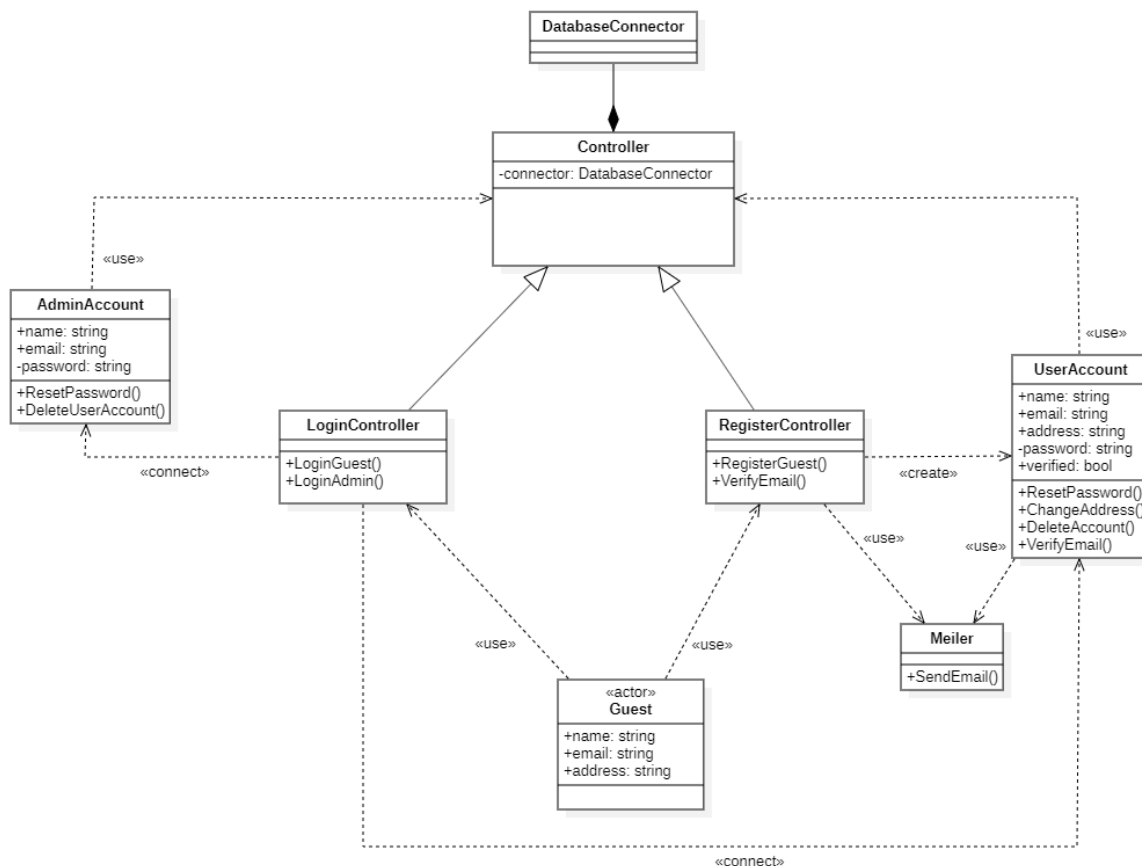 DatabaseConnector
Controller
-connector: DatabaseConnector
«use»
AdminAccount
+name: string
+email: string
-password: string
+ResetPassword()
+DeleteUserAccount()
«use»
UserAccount
+name: string
+email: string
+address: string
-password: string
+verified: bool
+ResetPassword()
+ChangeAddress()
+DeleteAccount()
+VerifyEmail()
LoginController
+LoginGuest()
+LoginAdmin()
RegisterController
+RegisterGuest()
+VerifyEmail()
«connect»
«create»
«use»
«use»
Meiler
+SendEmail()
«use»
«use»
«actor»
Guest
+name: string
+email: string
+address: string
«connect»